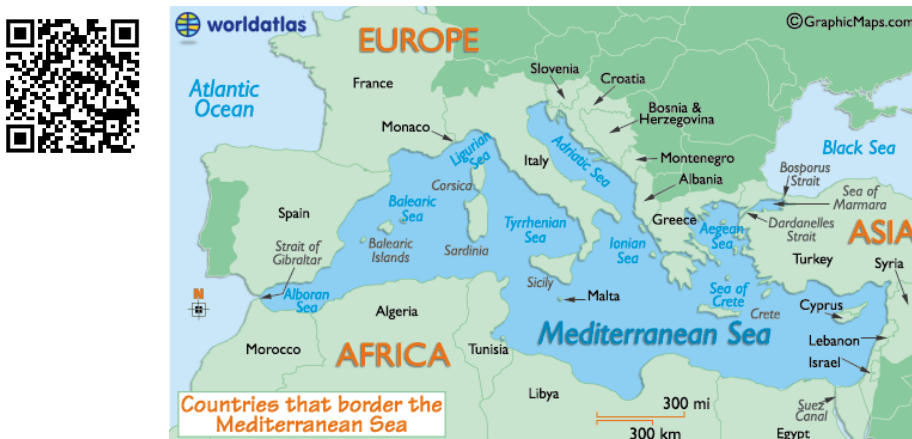 worldatlas
©GraphicMaps.com
EUROPE
Slovenia
Croatia
France
Atlantic
Ocean
Bosnia &
Herzegovina
Monaco
Ligurian
Sea
Italy
Adriatic Sea
Black Sea
Montenegro
Bosporus
Strait
Albania
Corsica
Sea of
Marmara
Balearic
Sea
Spain
Greece
Dardanelles
Strait
Tyrrhenian
Sea
Aegean
Sea
ASIA
Strait of
Gibraltar
Balearic
Islands
Sardinia
Ionian
Sea
Turkey
Syria
Sicily
N
Alboran
Sea
Malta
Sea of
Crete
Crete
Cyprus
Algeria
Mediterranean Sea
Lebanon
Morocco
AFRICA
Tunisia
Israel
Libya
Countries that border the
Mediterranean Sea
300 mi
300 km
Suez
Canal
Egypt